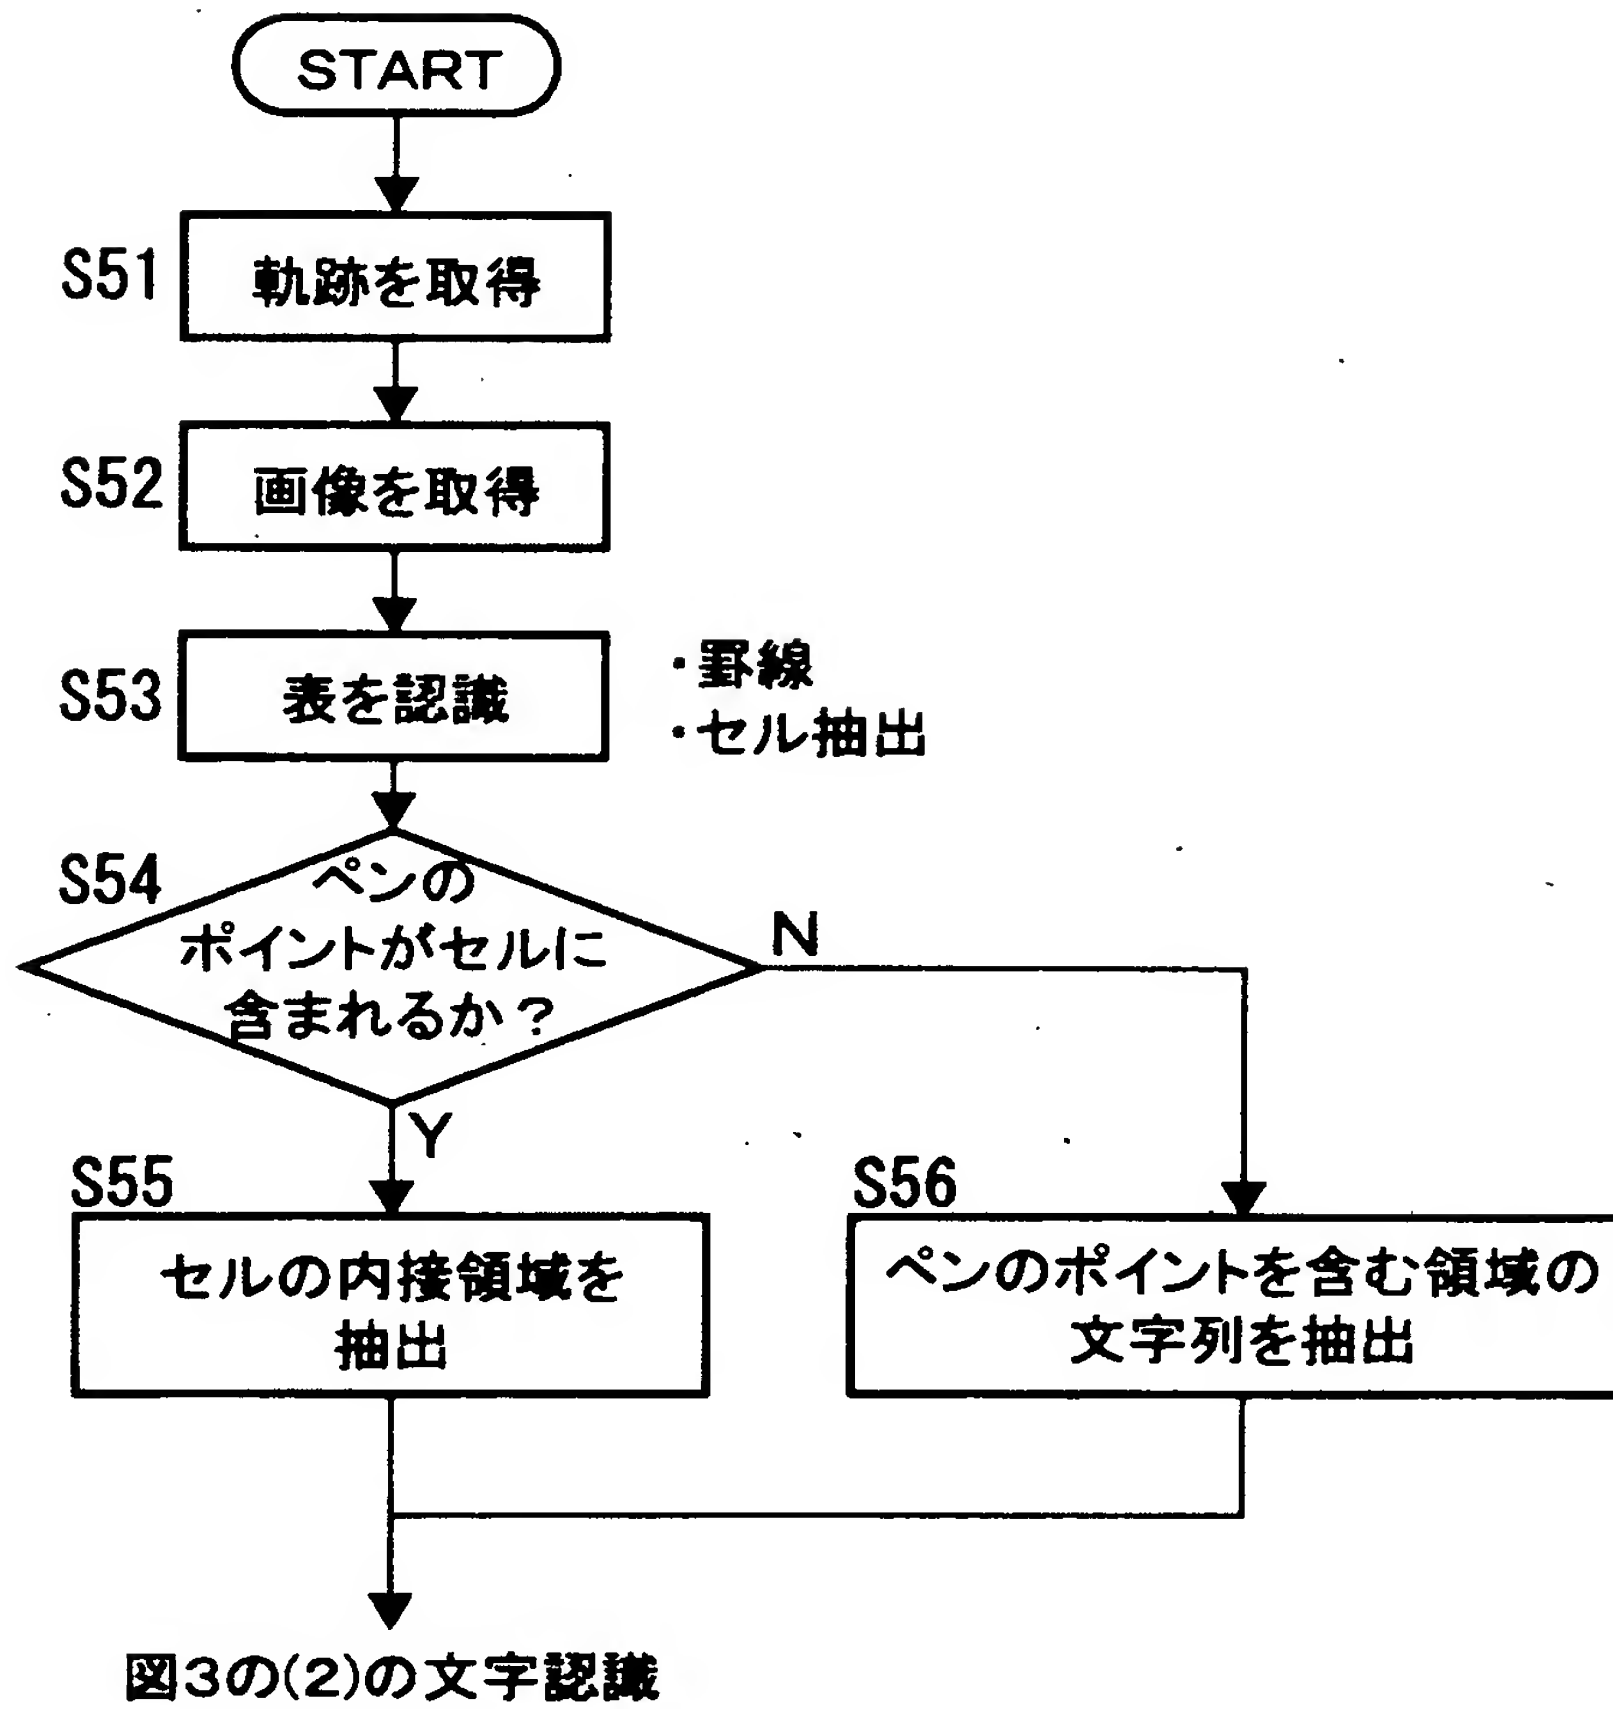 START
S51
軌跡を取得
S52
画像を取得
S53
表を認識
・罫線
・セル抽出
S54
ペンの
ポイントがセルに
含まれるか？
N
Y
S55
セルの内接領域を
抽出
S56
ペンのポイントを含む領域の
文字列を抽出
図3の(2)の文字認識